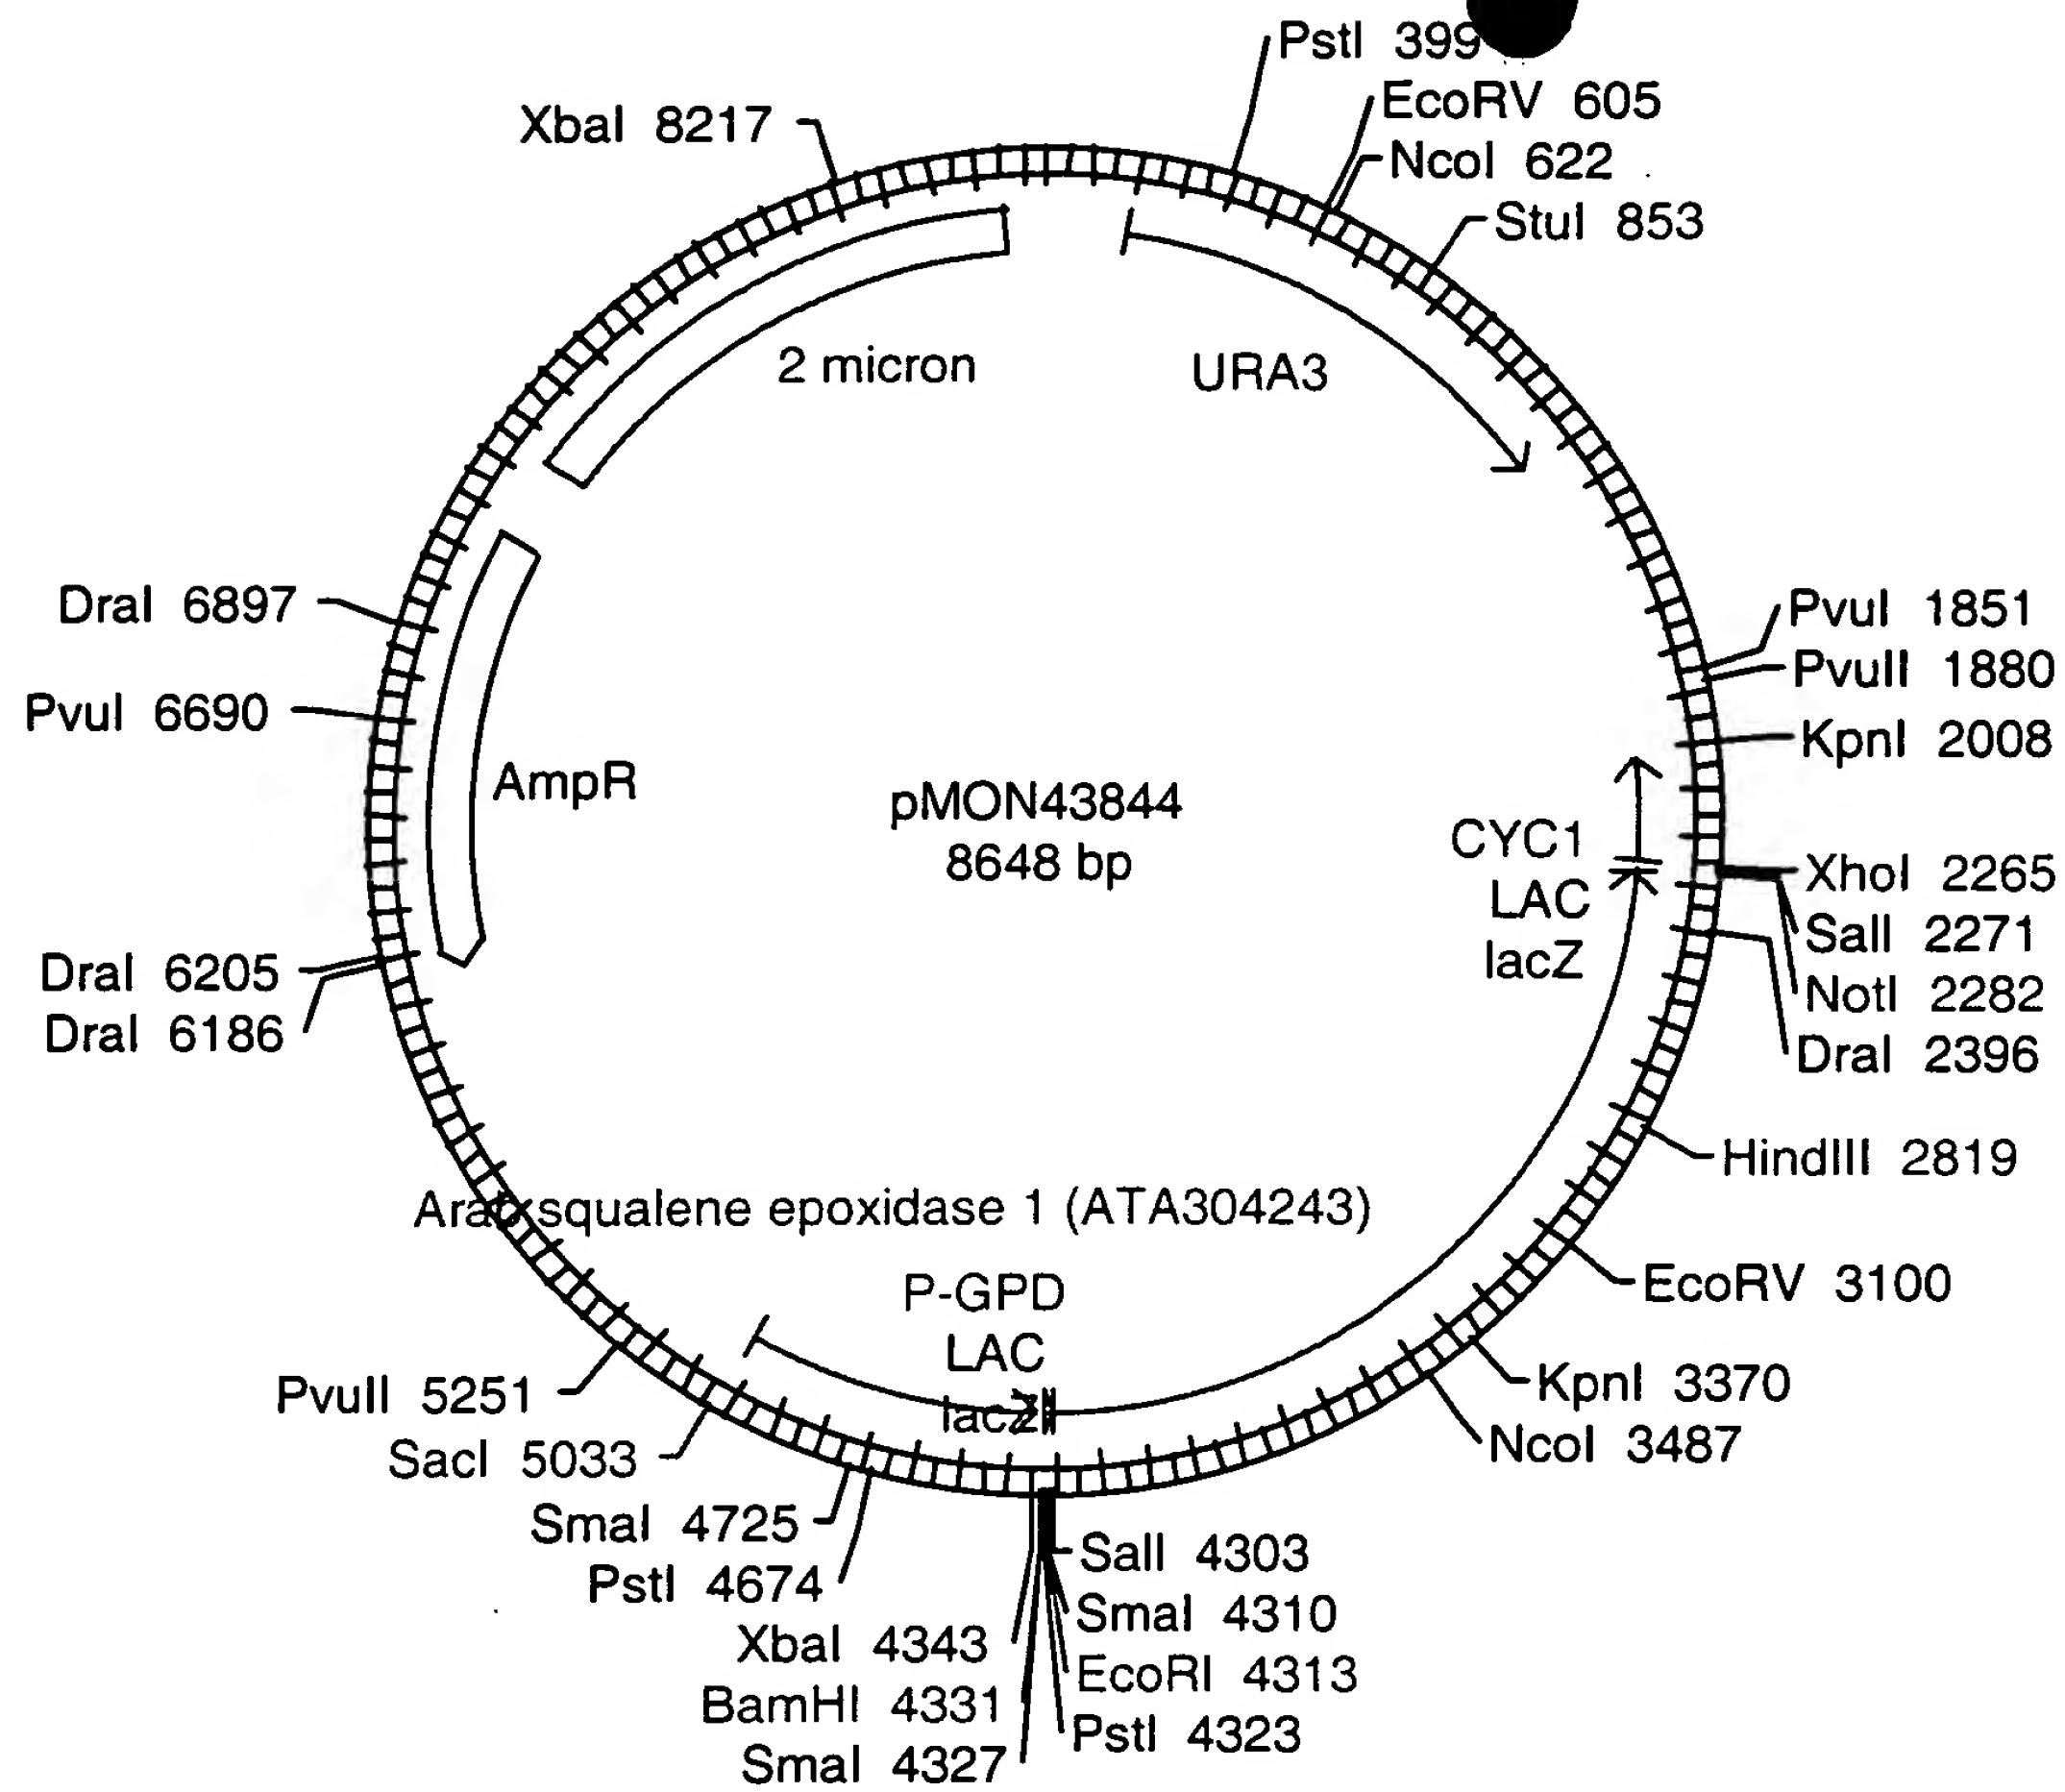 PstI 399
EcoRV 605
XbaI 8217
NcoI 622
StuI 853
2 micron
URA3
DraI 6897
PvuI 1851
PvuII 1880
PvuI 6690
KpnI 2008
AmpR
pMON43844
8648 bp
CYC1
LAC
lacZ
XhoI 2265
SalI 2271
NotI 2282
DraI 2396
DraI 6205
DraI 6186
HindIII 2819
Arab squalene epoxidase 1 (ATA304243)
EcoRV 3100
P-GPD
LAC
lacZ
KpnI 3370
NcoI 3487
PvuII 5251
SacI 5033
SmaI 4725
PstI 4674
XbaI 4343
BamHI 4331
SmaI 4327
SalI 4303
SmaI 4310
EcoRI 4313
PstI 4323